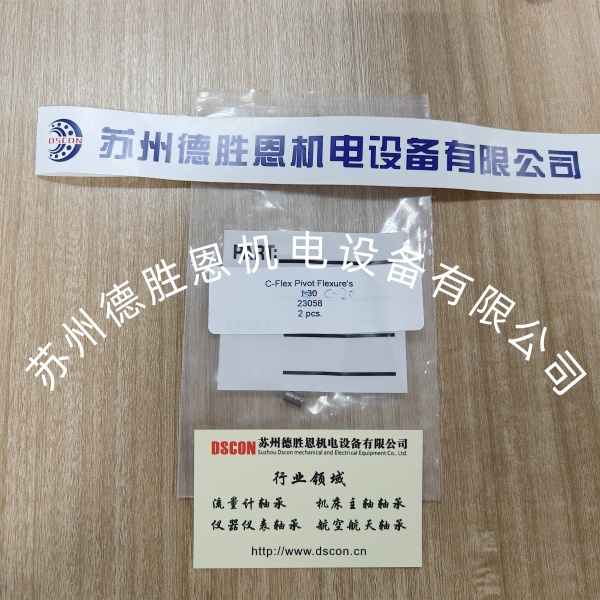 DSCON 苏州德胜恩机电设备有限公司
PART:
C-Flex Pivot Flexure's
C-20
23058
2 pcs.
苏州德胜恩机电设备有限公司
DSCON 苏州德胜恩机电设备有限公司
Suzhou Dscon mechanical and Electrical Equipment Co., Ltd.
行业领域
流量计轴承 机床主轴轴承
仪器仪表轴承 航空航天轴承
http://www.dscon.cn